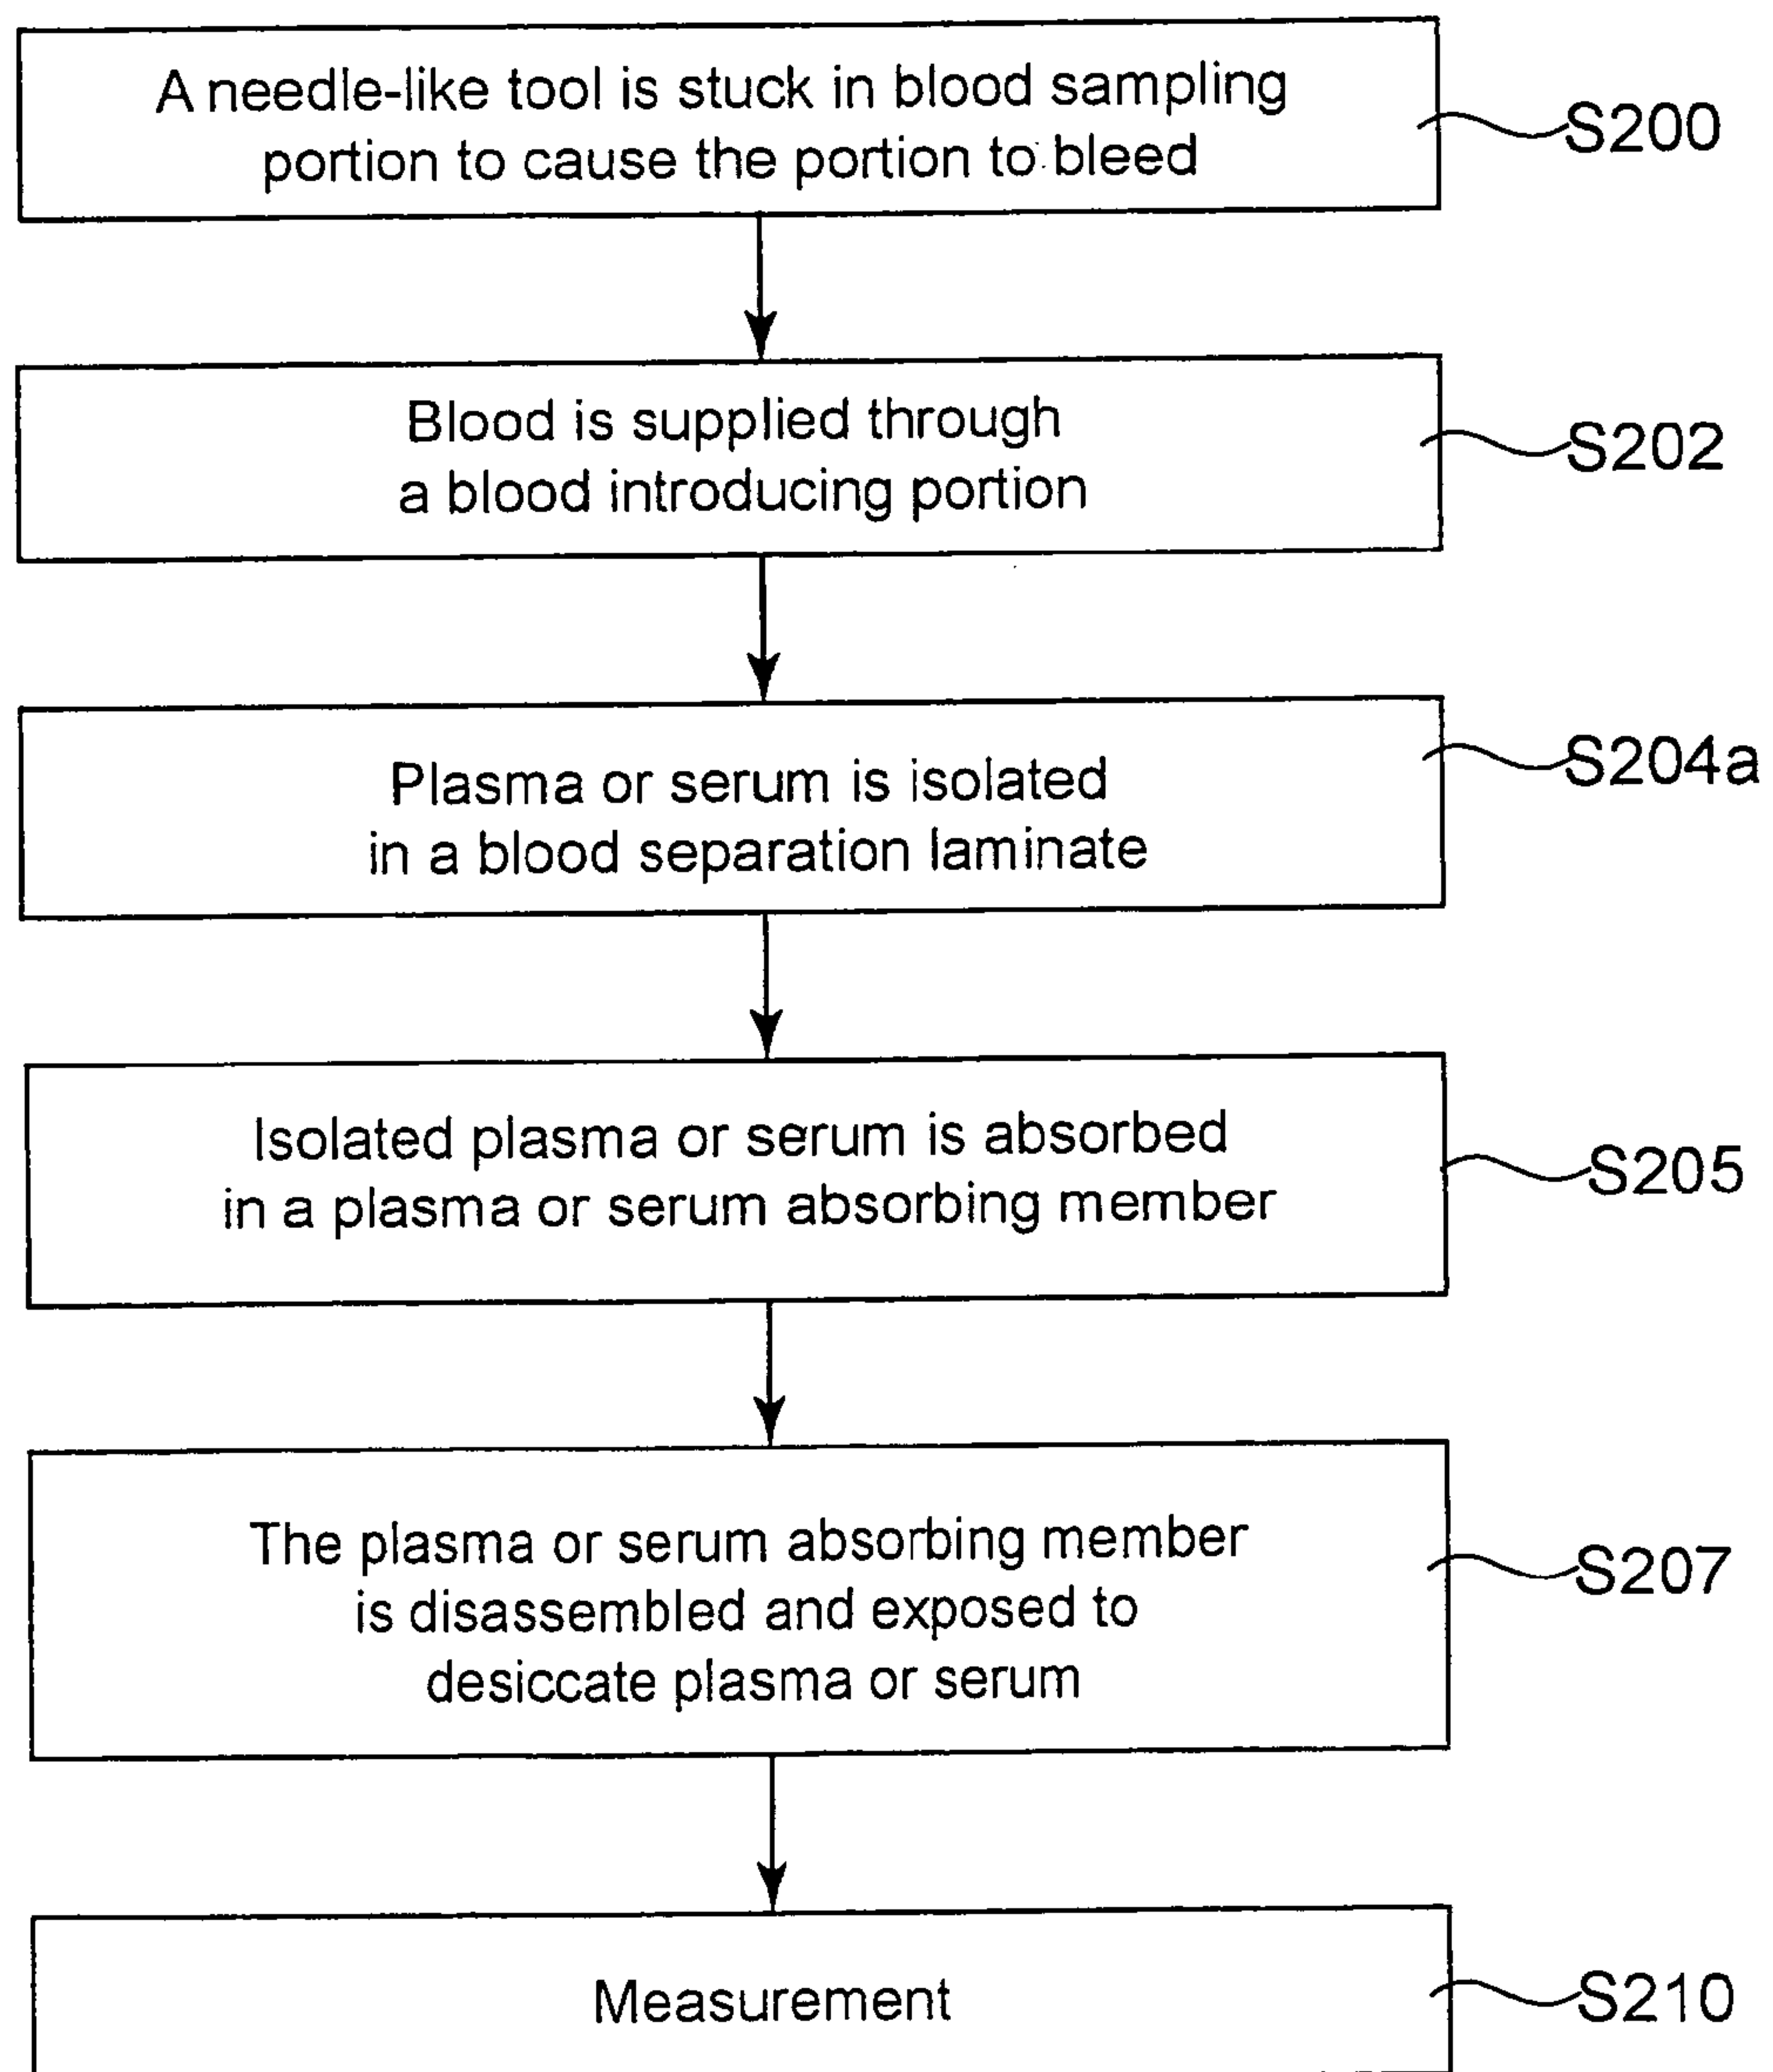 A needle-like tool is stuck in blood sampling
portion to cause the portion to bleed
S200
Blood is supplied through
a blood introducing portion
S202
Plasma or serum is isolated
in a blood separation laminate
S204a
Isolated plasma or serum is absorbed
in a plasma or serum absorbing member
S205
The plasma or serum absorbing member
is disassembled and exposed to
desiccate plasma or serum
S207
Measurement
S210